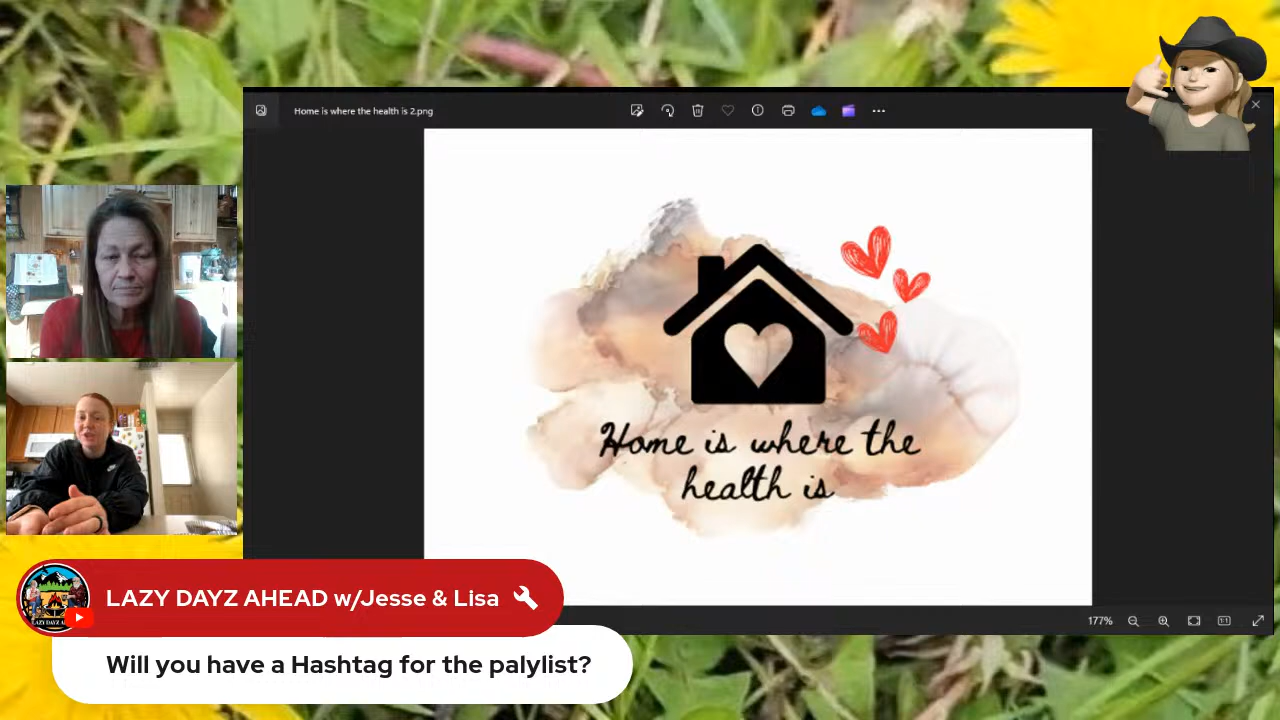 Home is where the health is 2.png
Home is where the
health is
LAZY DAYZ AHEAD w/Jesse & Lisa
Will you have a Hashtag for the palylist?
177%